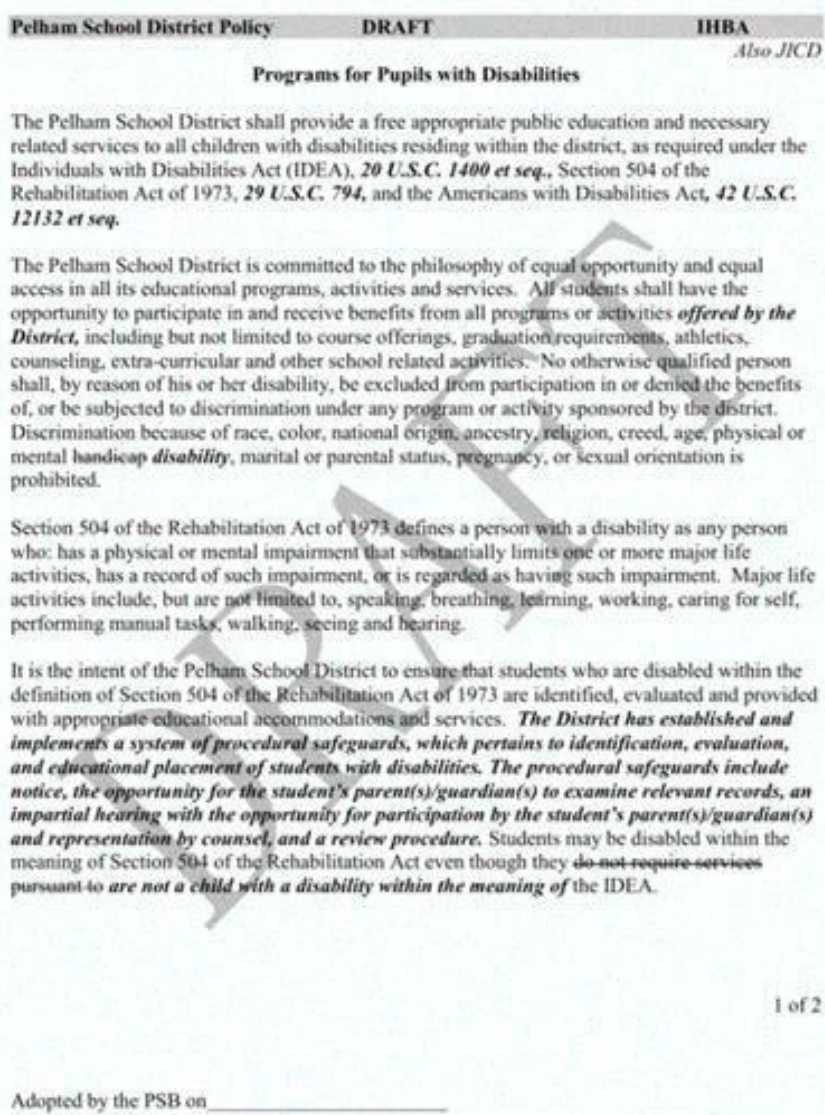 Pelham School District Policy DRAFT IHBA
Also JICD
Programs for Pupils with Disabilities
The Pelham School District shall provide a free appropriate public education and necessary
related services to all children with disabilities residing within the district, as required under the
Individuals with Disabilities Act (IDEA), 20 U.S.C. 1400 et seq., Section 504 of the
Rehabilitation Act of 1973, 29 U.S.C. 794, and the Americans with Disabilities Act, 42 U.S.C.
12132 et seq.
The Pelham School District is committed to the philosophy of equal opportunity and equal
access in all its educational programs, activities and services. All students shall have the
opportunity to participate in and receive benefits from all programs or activities offered by the
District, including but not limited to course offerings, graduation requirements, athletics,
counseling, extra-curricular and other school related activities. No otherwise qualified person
shall, by reason of his or her disability, be excluded from participation in or denied the benefits
of, or be subjected to discrimination under any program or activity sponsored by the district.
Discrimination because of race, color, national origin, ancestry, religion, creed, age, physical or
mental handicap disability, marital or parental status, pregnancy, or sexual orientation is
prohibited.
Section 504 of the Rehabilitation Act of 1973 defines a person with a disability as any person
who: has a physical or mental impairment that substantially limits one or more major life
activities, has a record of such impairment, or is regarded as having such impairment. Major life
activities include, but are not limited to, speaking, breathing, learning, working, caring for self,
performing manual tasks, walking, seeing and hearing.
It is the intent of the Pelham School District to ensure that students who are disabled within the
definition of Section 504 of the Rehabilitation Act of 1973 are identified, evaluated and provided
with appropriate educational accommodations and services. The District has established and
implements a system of procedural safeguards, which pertains to identification, evaluation,
and educational placement of students with disabilities. The procedural safeguards include
notice, the opportunity for the student's parent(s)/guardian(s) to examine relevant records, an
impartial hearing with the opportunity for participation by the student's parent(s)/guardian(s)
and representation by counsel, and a review procedure. Students may be disabled within the
meaning of Section 504 of the Rehabilitation Act even though they do not require services
pursuant to are not a child with a disability within the meaning of the IDEA.
DRAFT
1 of 2
Adopted by the PSB on